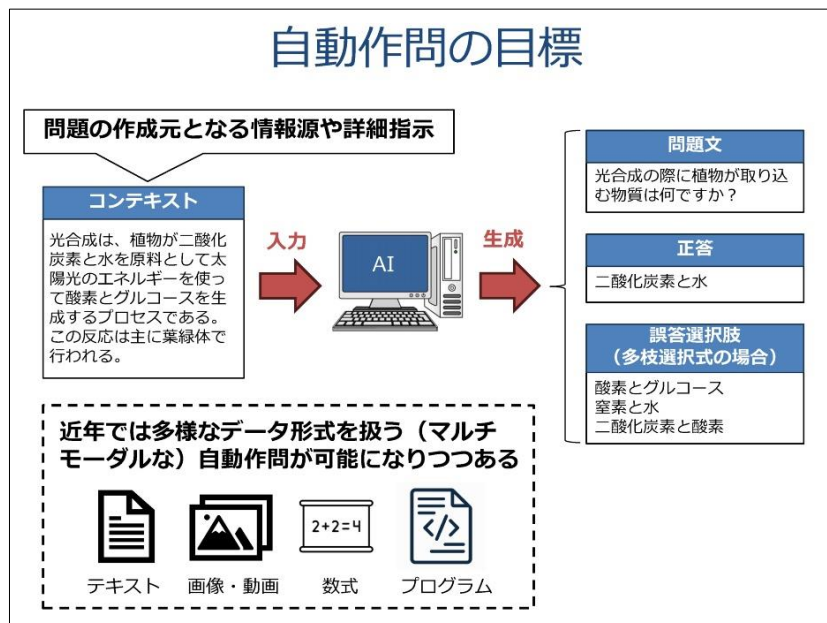 自動作問の目標
問題の作成元となる情報源や詳細指示
コンテキスト
光合成は、植物が二酸化
炭素と水を原料として太
陽光のエネルギーを使っ
て酸素とグルコースを生
成するプロセスである。
この反応は主に葉緑体で
行われる。
入力
AI
生成
問題文
光合成の際に植物が取り込
む物質は何ですか？
正答
二酸化炭素と水
誤答選択肢
（多枝選択式の場合）
酸素とグルコース
窒素と水
二酸化炭素と酸素
近年では多様なデータ形式を扱う（マルチ
モーダルな）自動作問が可能になりつつある
2+2=4
</>
テキスト
画像・動画
数式
プログラム